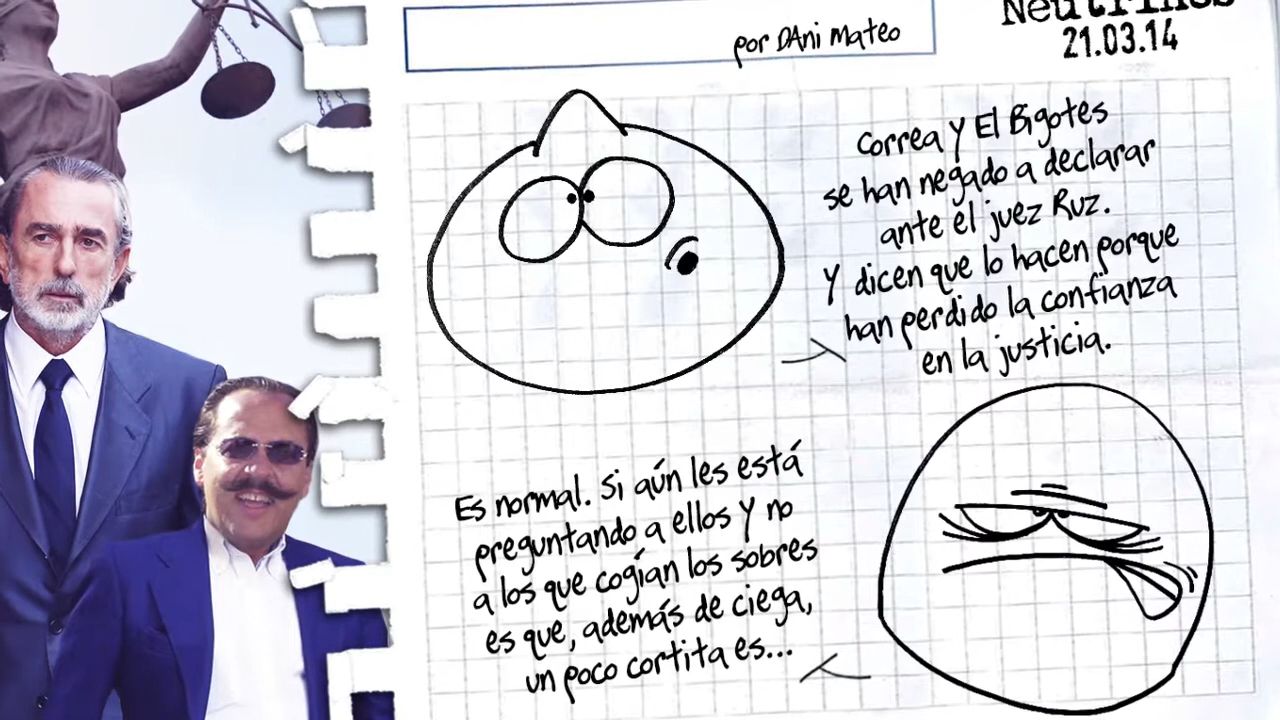 Neutrinos
por DAni Mateo
21.03.14
Correa y El Bigotes
se han negado a declarar
ante el juez Ruz.
Y dicen que lo hacen porque
han perdido la confianza
en la justicia.
Es normal. Si aún les está
preguntando a ellos y no
a los que cogían los sobres
es que, además de ciega,
un poco cortita es...